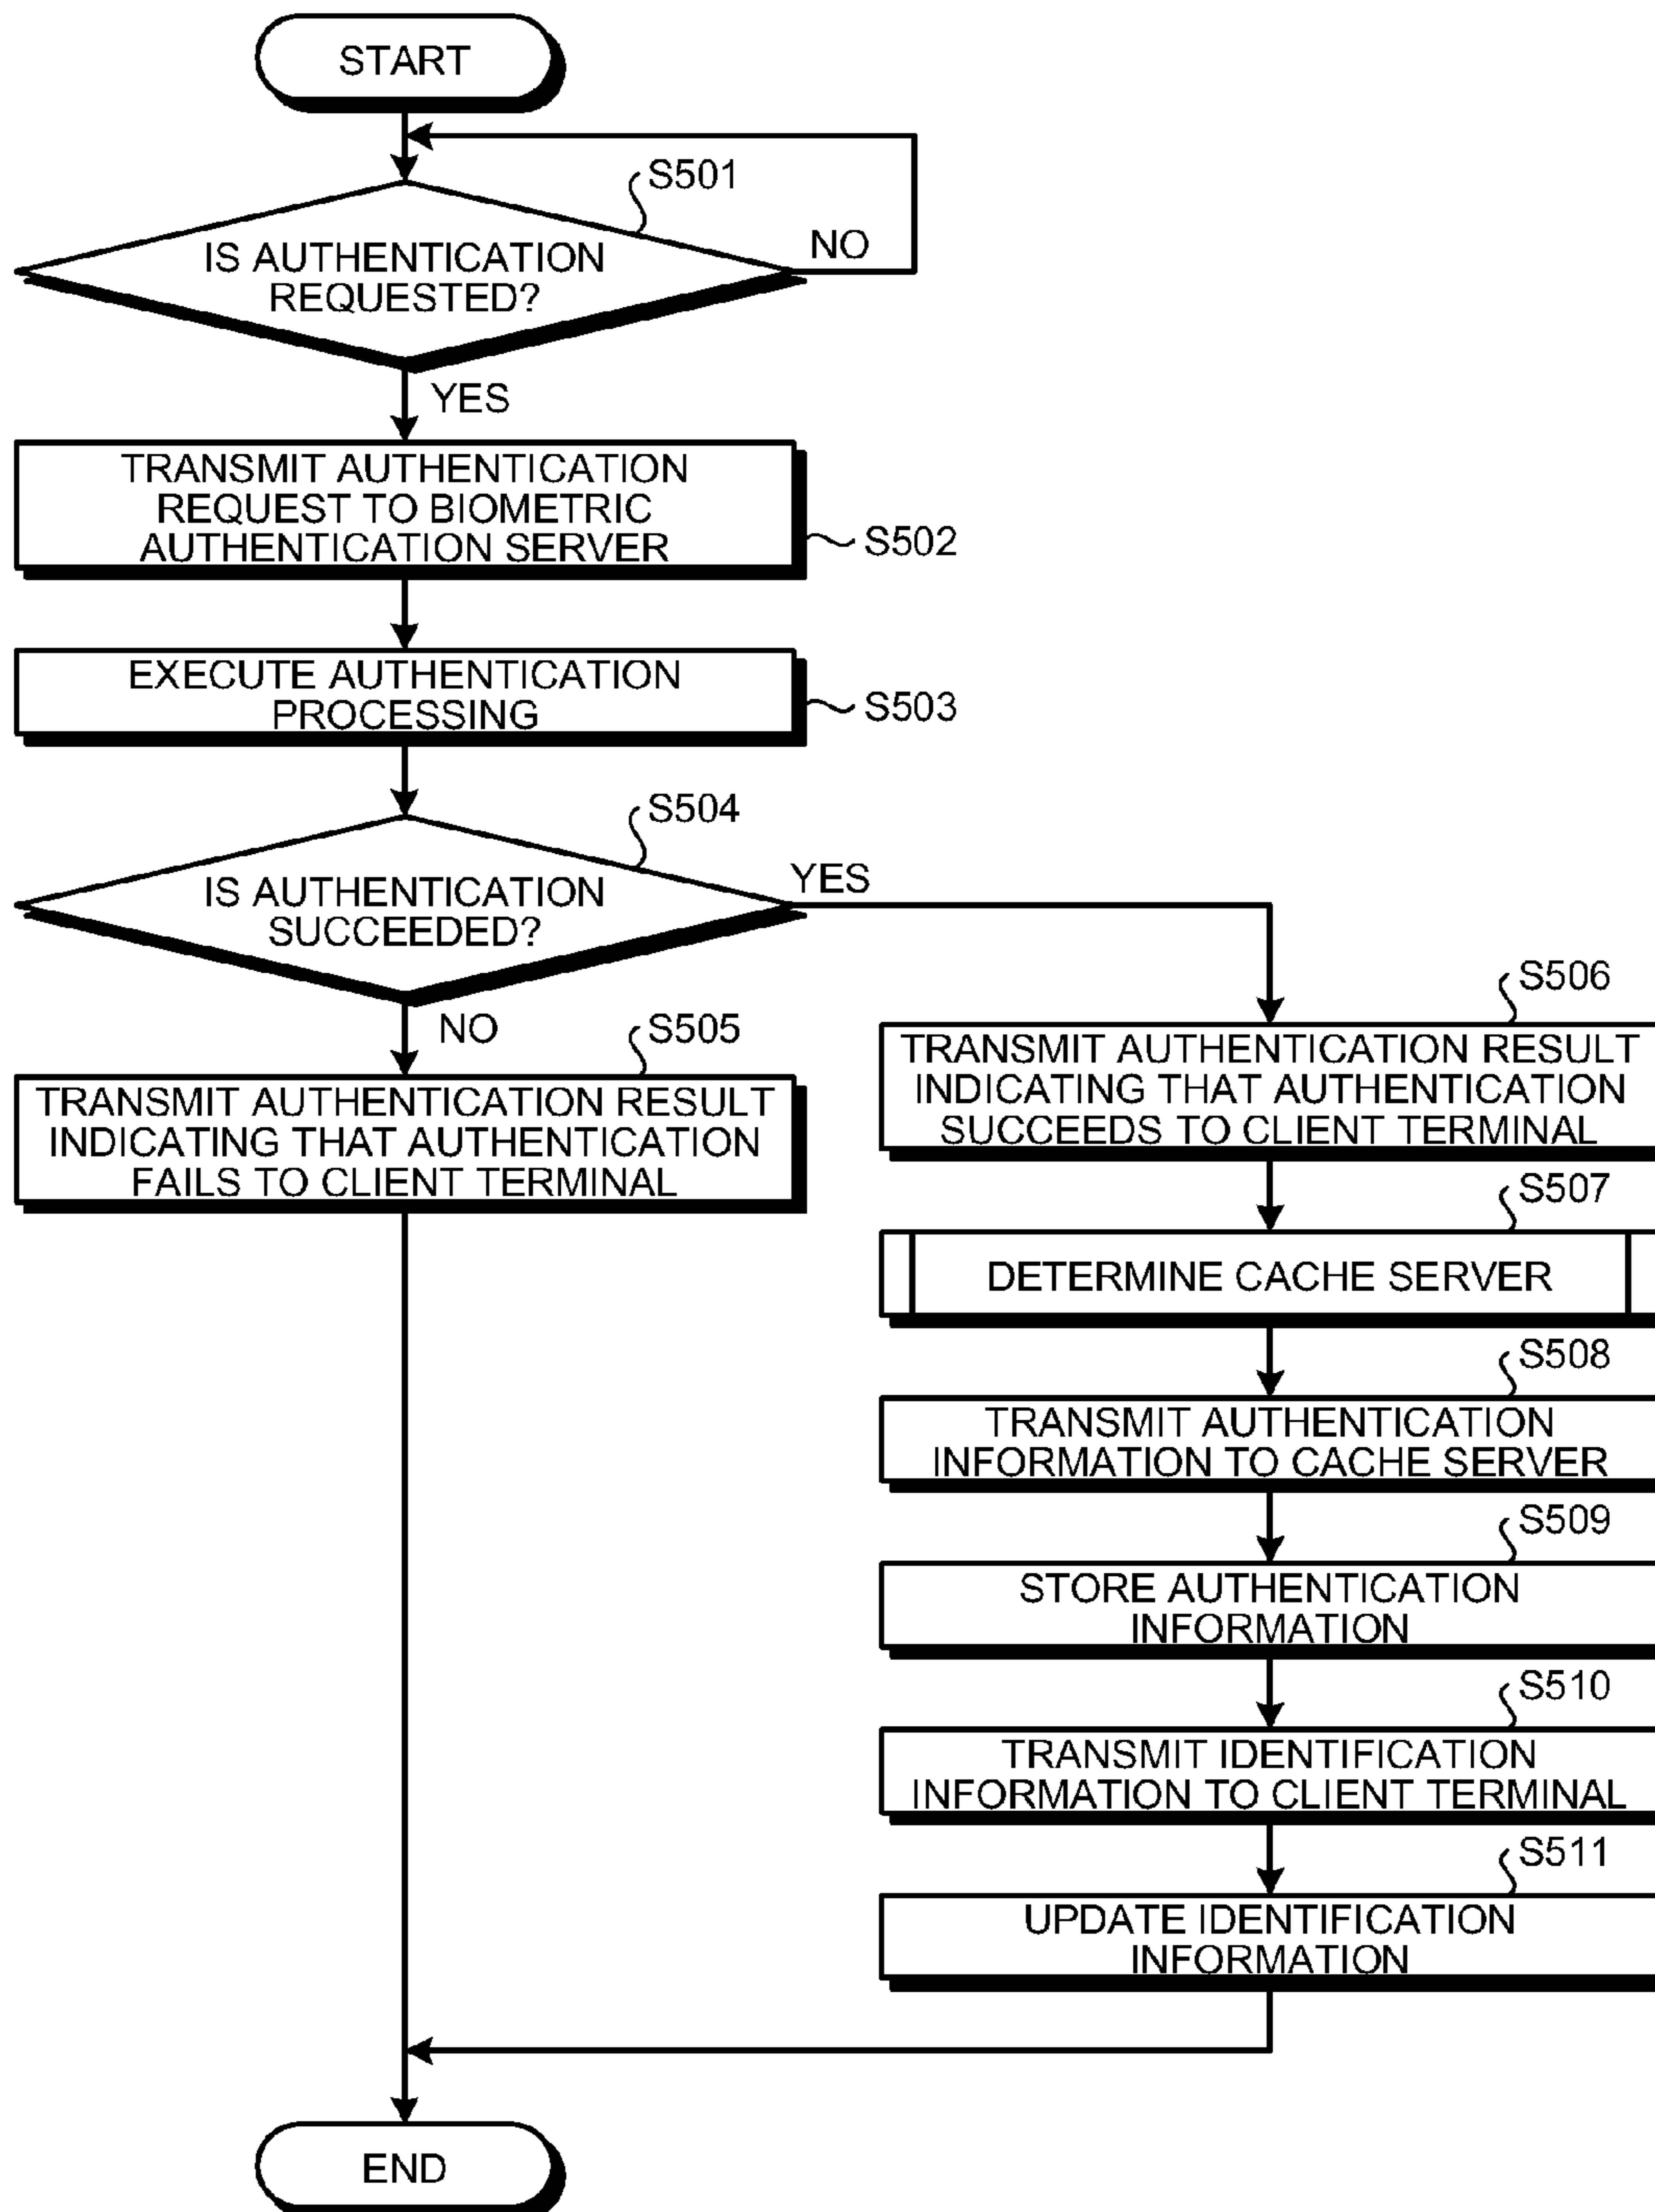 START
S501
IS AUTHENTICATION
REQUESTED?
NO
YES
TRANSMIT AUTHENTICATION
REQUEST TO BIOMETRIC
AUTHENTICATION SERVER
S502
EXECUTE AUTHENTICATION
PROCESSING
S503
S504
IS AUTHENTICATION
SUCCEEDED?
YES
NO
S505
TRANSMIT AUTHENTICATION RESULT
INDICATING THAT AUTHENTICATION
FAILS TO CLIENT TERMINAL
S506
TRANSMIT AUTHENTICATION RESULT
INDICATING THAT AUTHENTICATION
SUCCEEDS TO CLIENT TERMINAL
S507
DETERMINE CACHE SERVER
S508
TRANSMIT AUTHENTICATION
INFORMATION TO CACHE SERVER
S509
STORE AUTHENTICATION
INFORMATION
S510
TRANSMIT IDENTIFICATION
INFORMATION TO CLIENT TERMINAL
S511
UPDATE IDENTIFICATION
INFORMATION
END